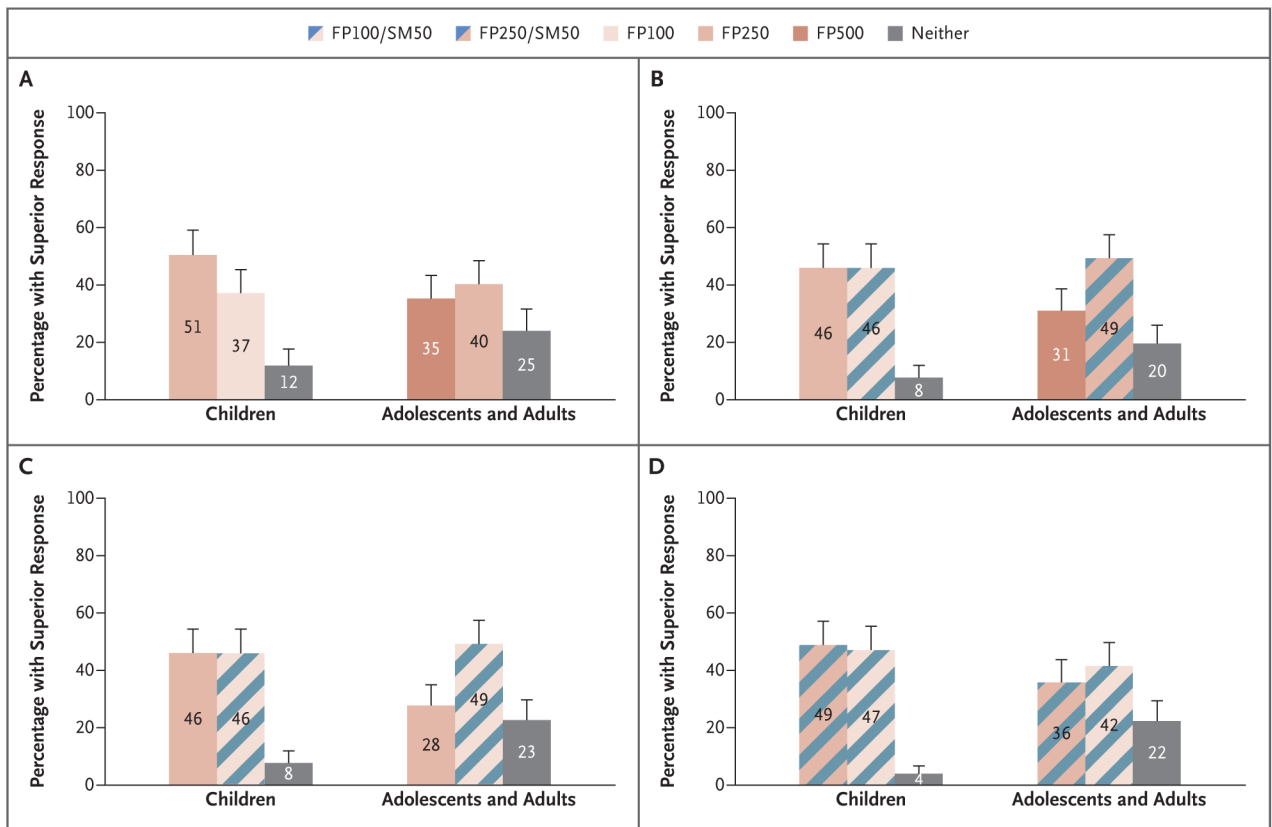 FP100/SM50 FP250/SM50 FP100 FP250 FP500 Neither
A
Percentage with Superior Response
100
80
60
40
20
0
51
37
12
35
40
25
Children
Adolescents and Adults
B
Percentage with Superior Response
100
80
60
40
20
0
46
46
8
31
49
20
Children
Adolescents and Adults
C
Percentage with Superior Response
100
80
60
40
20
0
46
46
8
28
49
23
Children
Adolescents and Adults
D
Percentage with Superior Response
100
80
60
40
20
0
49
47
4
36
42
22
Children
Adolescents and Adults